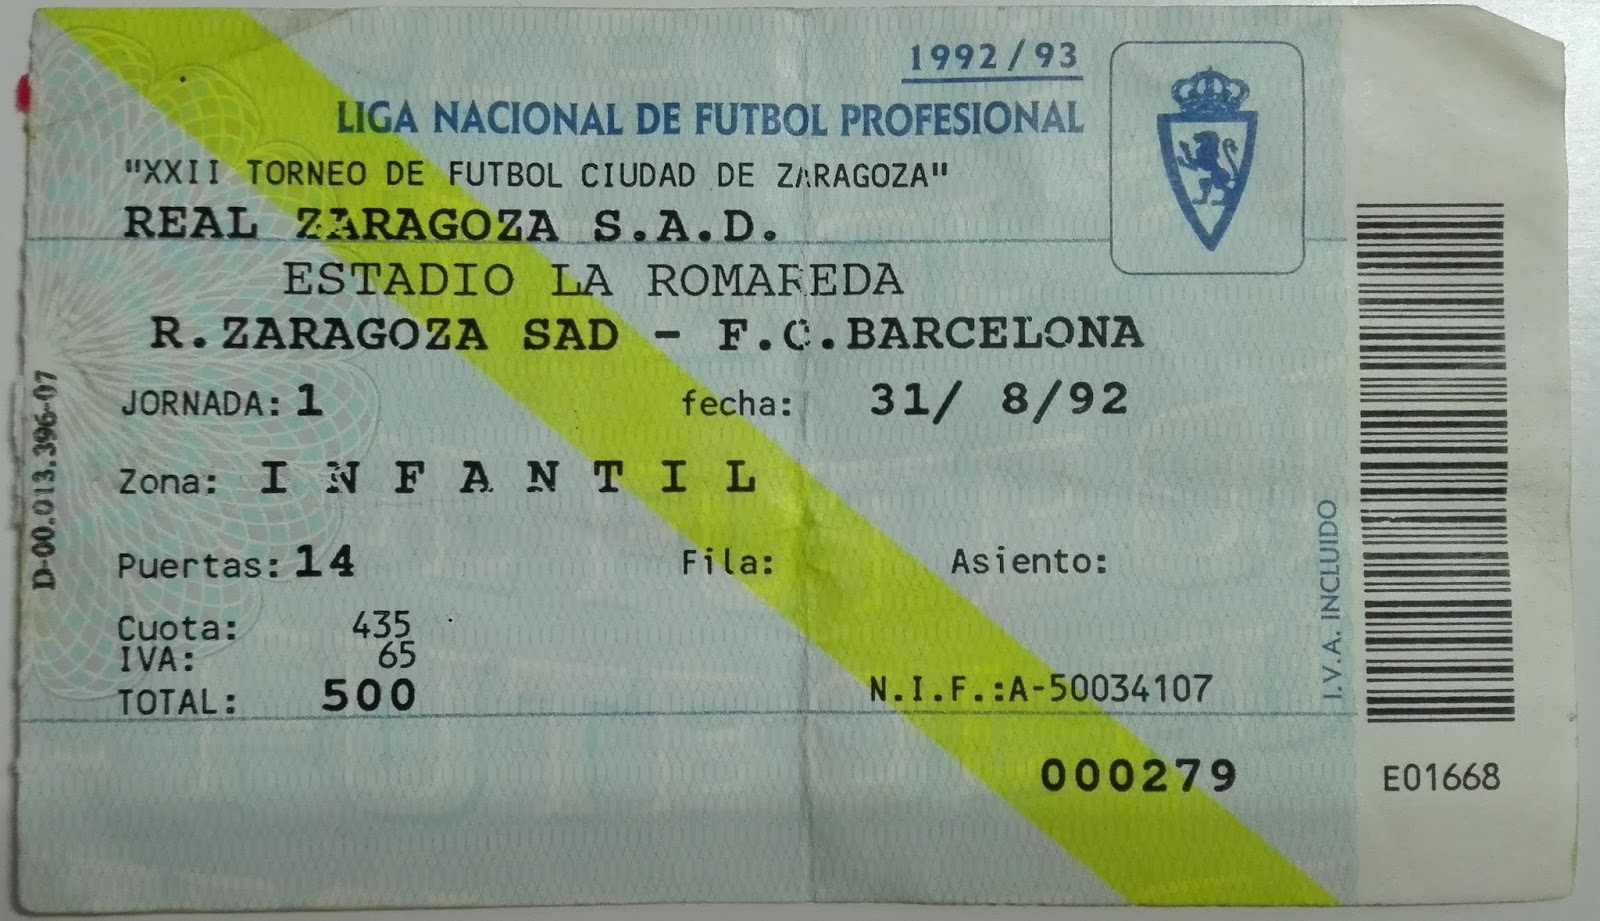 1992/93
LIGA NACIONAL DE FUTBOL PROFESIONAL
"XXII TORNEO DE FUTBOL CIUDAD DE ZARAGOZA"
REAL ZARAGOZA S.A.D.
ESTADIO LA ROMAREDA
R.ZARAGOZA SAD - F.C.BARCELONA
JORNADA: 1 fecha: 31/ 8/92
Zona: I N F A N T I L
Puertas: 14 Fila: Asiento:
Cuota: 435
IVA: 65
TOTAL: 500
N.I.F.:A-50034107
000279
E01668
I.V.A. INCLUIDO
D-00.013.396-07